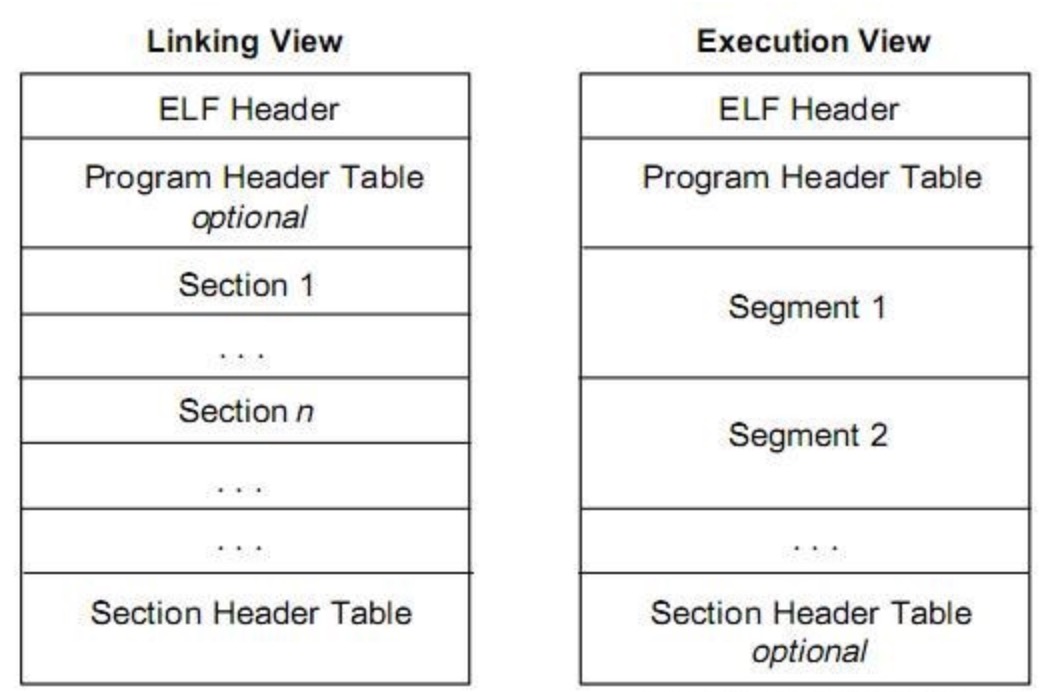 Linking View
ELF Header
Program Header Table
optional
Section 1
. . .
Section n
. . .
. . .
Section Header Table
Execution View
ELF Header
Program Header Table
Segment 1
Segment 2
. . .
Section Header Table
optional